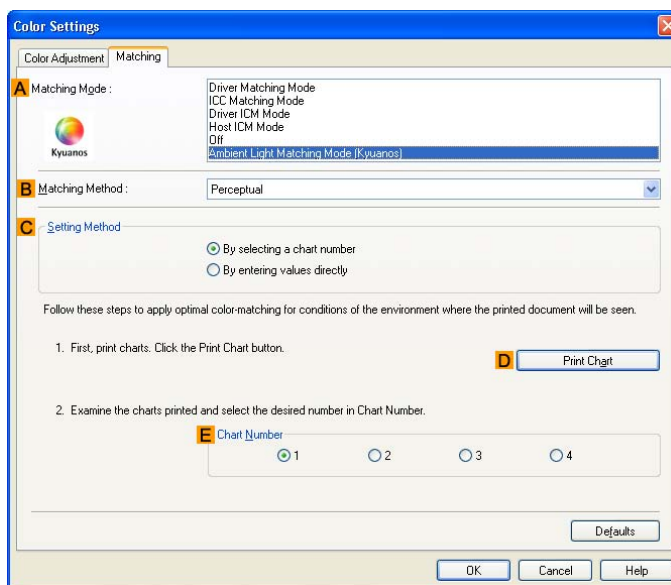 Color Settings
Color Adjustment Matching
A Matching Mode :
Driver Matching Mode
ICC Matching Mode
Driver ICM Mode
Host ICM Mode
Off
Ambient Light Matching Mode (Kyuanos)
Kyuanos
B Matching Method : Perceptual
C Setting Method
By selecting a chart number
By entering values directly
Follow these steps to apply optimal color-matching for conditions of the environment where the printed document will be seen.
1. First, print charts. Click the Print Chart button.
D Print Chart
2. Examine the charts printed and select the desired number in Chart Number.
E Chart Number
1 2 3 4
Defaults
OK Cancel Help